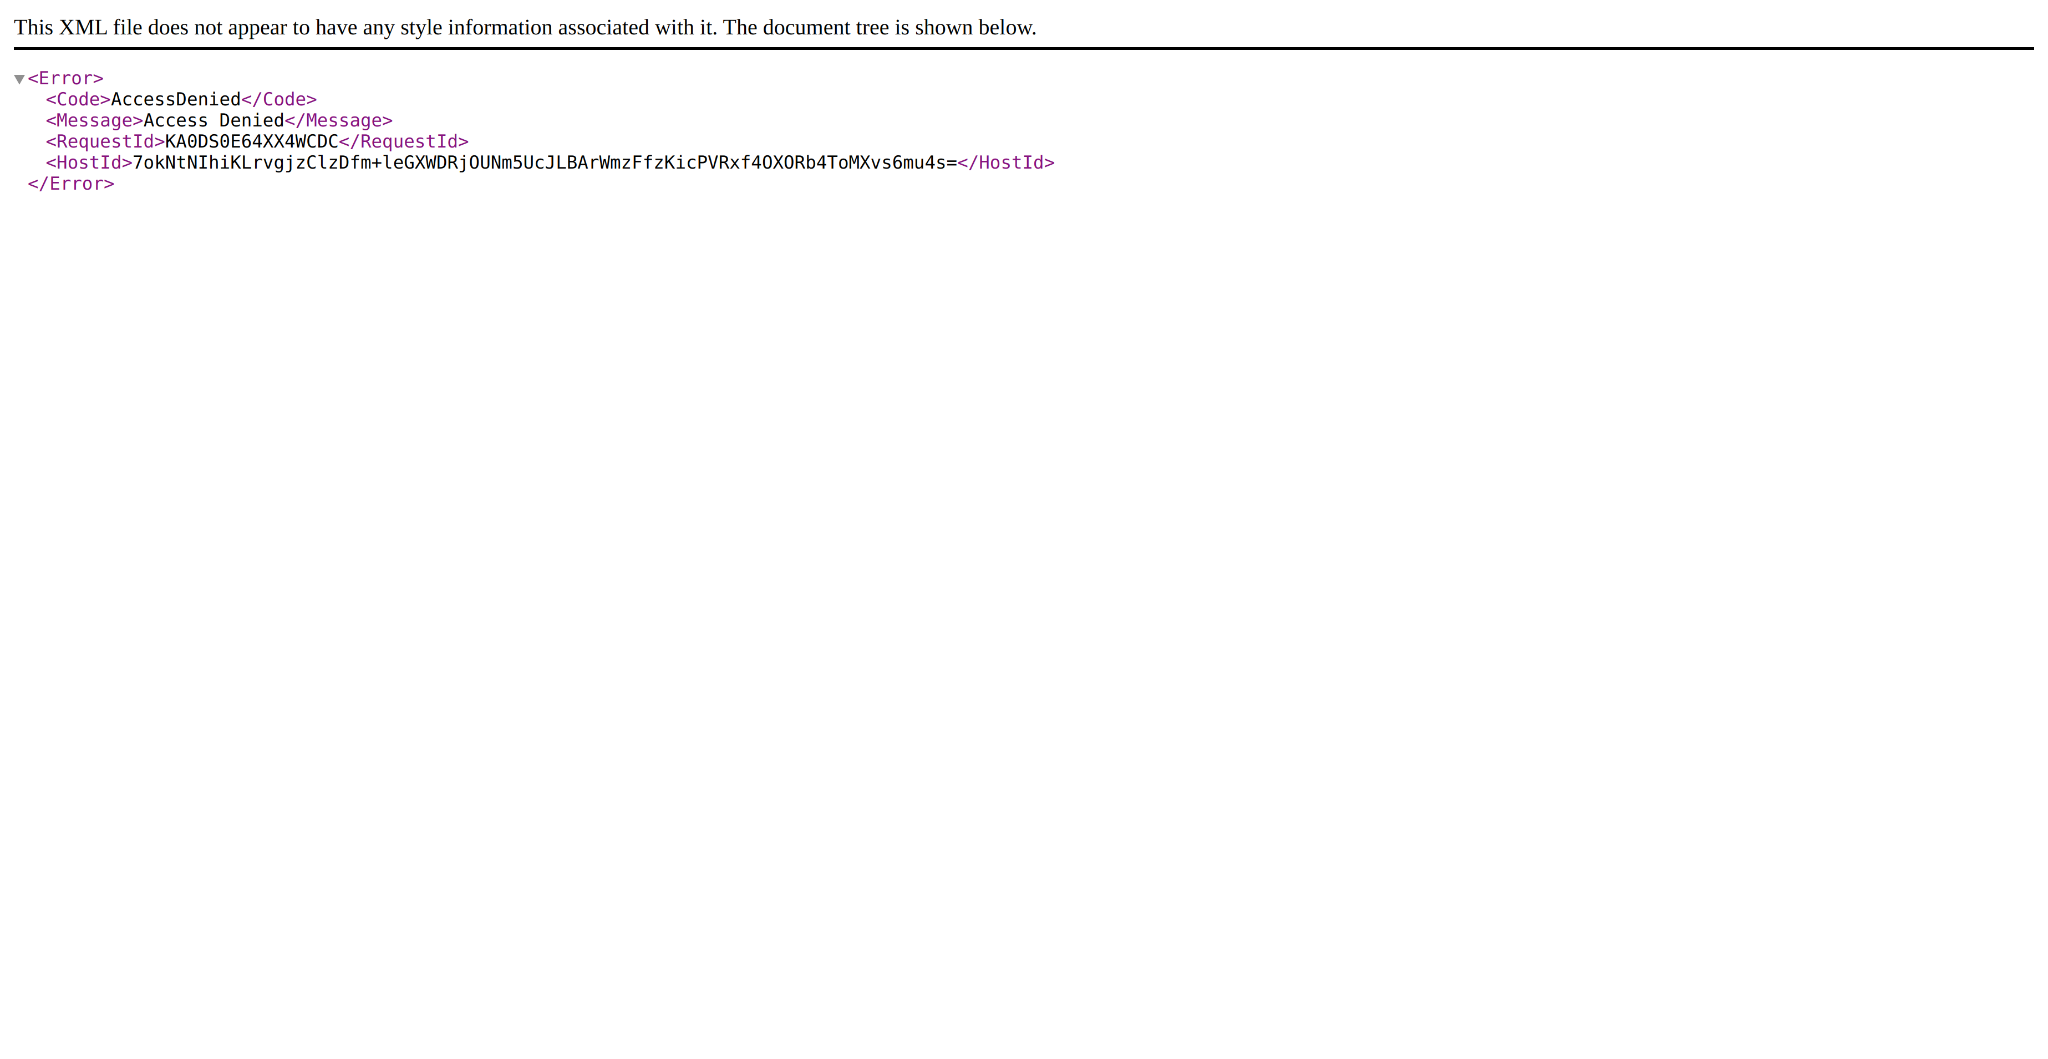 This XML file does not appear to have any style information associated with it. The document tree is shown below.
<Error>
<Code>AccessDenied</Code>
<Message>Access Denied</Message>
<RequestId>KA0DS0E64XX4WCDC</RequestId>
<HostId>7okNtNIhiKLrvgjzClzDfm+leGXWDRjOUNm5UcJLBArWmzFfzKicPVRxf4OXORb4ToMXvs6mu4s=</HostId>
</Error>